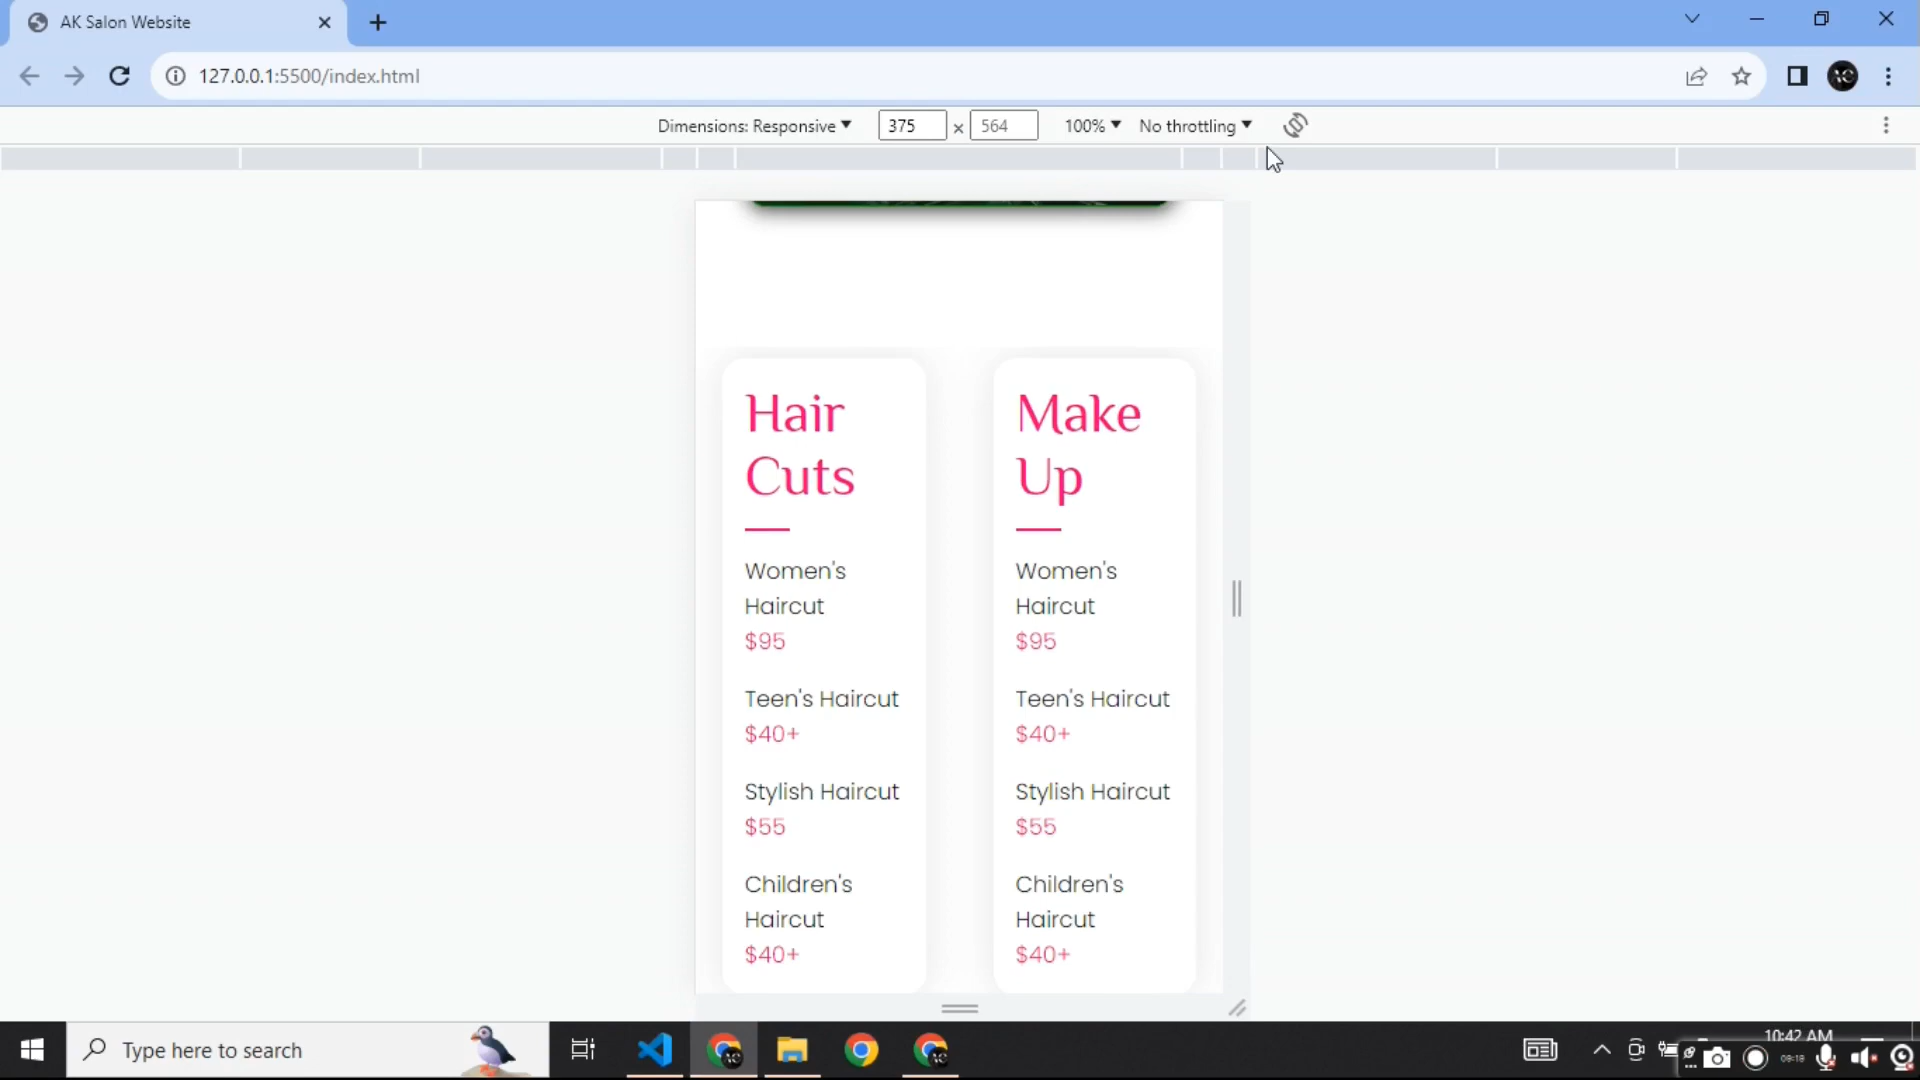 AK Salon Website
127.0.0.1:5500/index.html
Dimensions: Responsive 375 × 564 100% No throttling
Hair
Cuts
Women's
Haircut
$95
Teen's Haircut
$40+
Stylish Haircut
$55
Children's
Haircut
$40+
Make
Up
Women's
Haircut
$95
Teen's Haircut
$40+
Stylish Haircut
$55
Children's
Haircut
$40+
Type here to search
10:42 AM